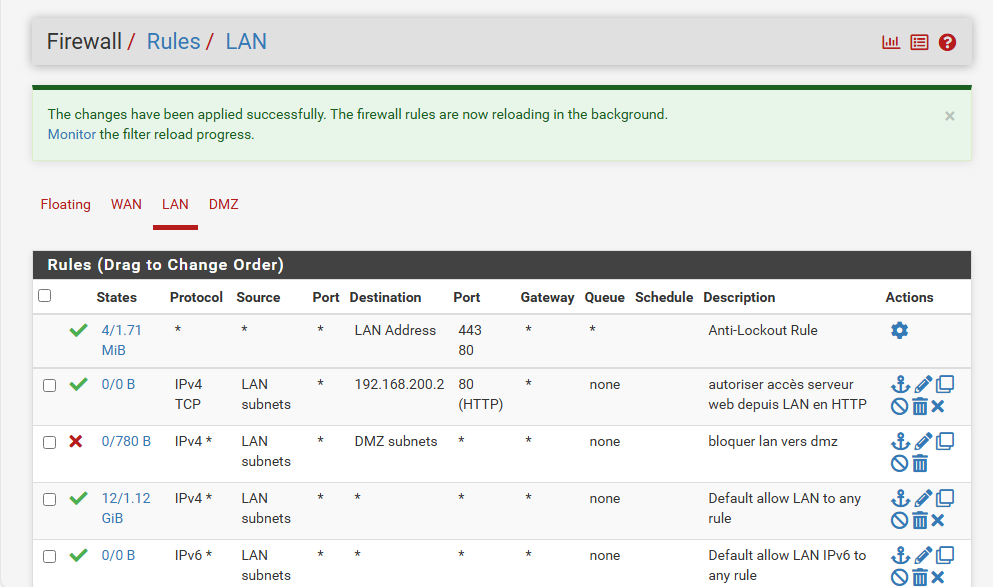 Firewall / Rules / LAN
The changes have been applied successfully. The firewall rules are now reloading in the background.
Monitor the filter reload progress.
Floating WAN LAN DMZ
Rules (Drag to Change Order)
States Protocol Source Port Destination Port Gateway Queue Schedule Description Actions
4/1.71 * * * LAN Address 443 * * Anti-Lockout Rule
MiB 80
0/0 B IPv4 LAN * 192.168.200.2 80 * none autoriser accès serveur
TCP subnets (HTTP) web depuis LAN en HTTP
0/780 B IPv4 * LAN * DMZ subnets * * none bloquer lan vers dmz
subnets
12/1.12 IPv4 * LAN * * * * none Default allow LAN to any
GiB subnets rule
0/0 B IPv6 * LAN * * * * none Default allow LAN IPv6 to
subnets any rule